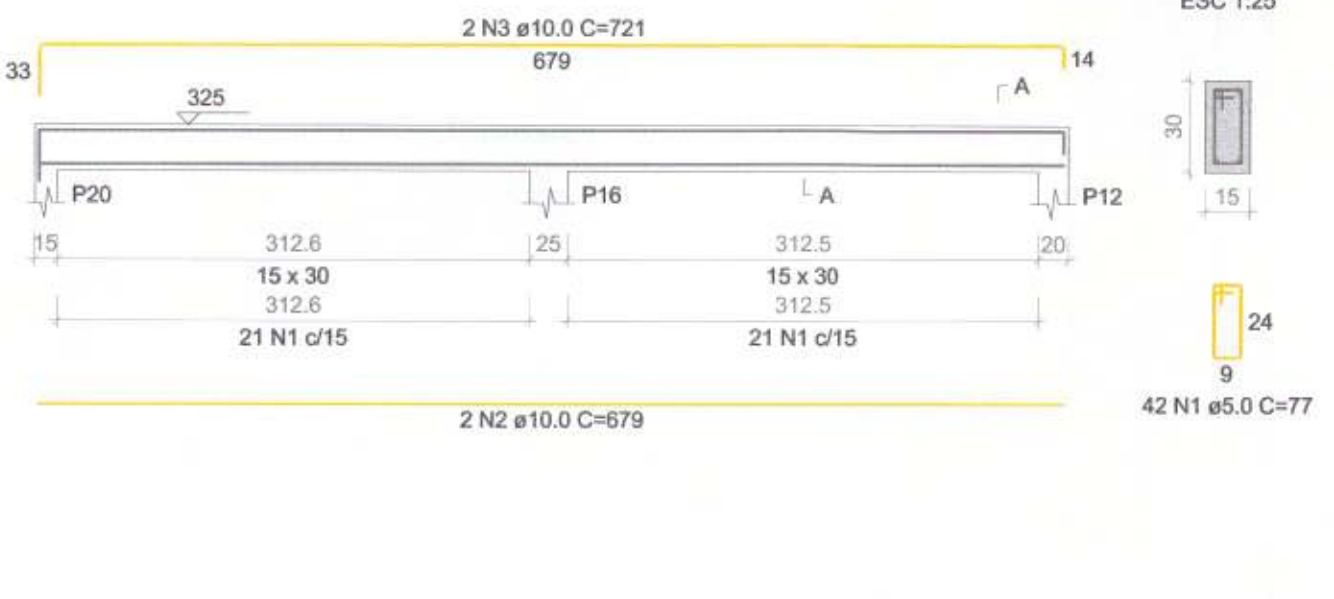 ESC 1:25
2 N3 ø10.0 C=721
679
33
14
325
A
30
15
P20
P16
A
P12
15
312.6
25
312.5
20
15 x 30
15 x 30
312.6
312.5
21 N1 c/15
21 N1 c/15
24
9
42 N1 ø5.0 C=77
2 N2 ø10.0 C=679